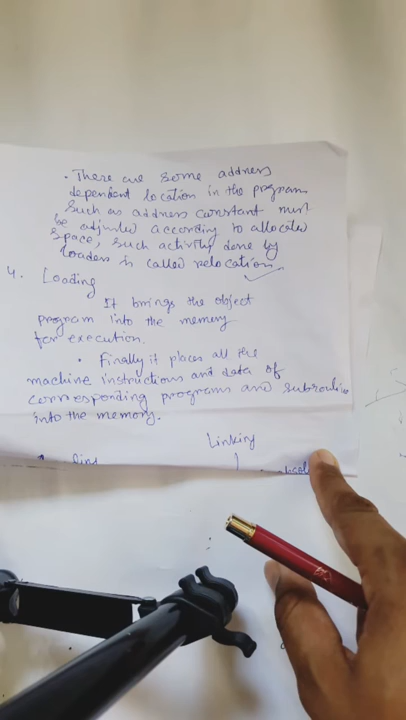 • There are some address
dependent location in the program
such as address constant must
be adjusted according to allocated
space, such activity done by
loaders is called relocation.
4. Loading
It brings the object
program into the memory
for execution.
• Finally it places all the
machine instructions and data of
corresponding programs and subroutine
into the memory.
Linking